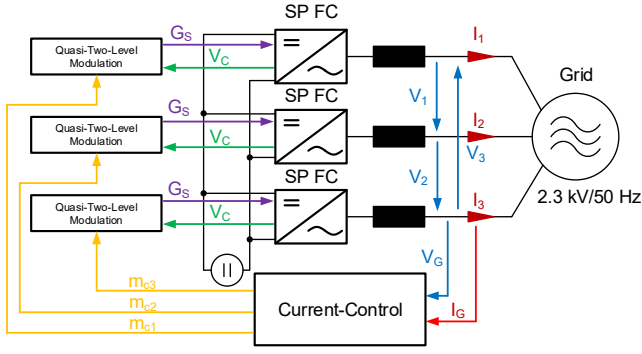 SP FC
I1
Quasi-Two-Level
Modulation
GS
VC
Grid
V1
SP FC
I2
Quasi-Two-Level
Modulation
GS
VC
V3
V2
SP FC
I3
2.3 kV/50 Hz
Quasi-Two-Level
Modulation
GS
VC
VG
IG
mc3
mc2
mc1
Current-Control